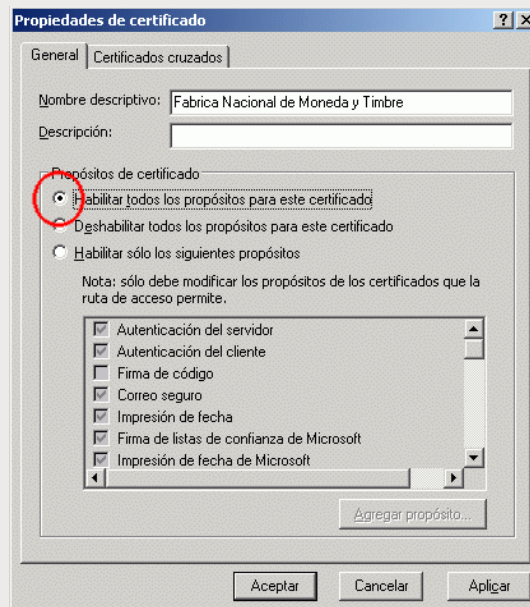 Propiedades de certificado
General
Certificados cruzados
Nombre descriptivo:
Fabrica Nacional de Moneda y Timbre
Descripción:
Propósitos de certificado
Habilitar todos los propósitos para este certificado
Deshabilitar todos los propósitos para este certificado
Habilitar sólo los siguientes propósitos
Nota: sólo debe modificar los propósitos de los certificados que la
ruta de acceso permite.
Autenticación del servidor
Autenticación del cliente
Firma de código
Correo seguro
Impresión de fecha
Firma de listas de confianza de Microsoft
Impresión de fecha de Microsoft
Agregar propósito...
Aceptar
Cancelar
Aplicar